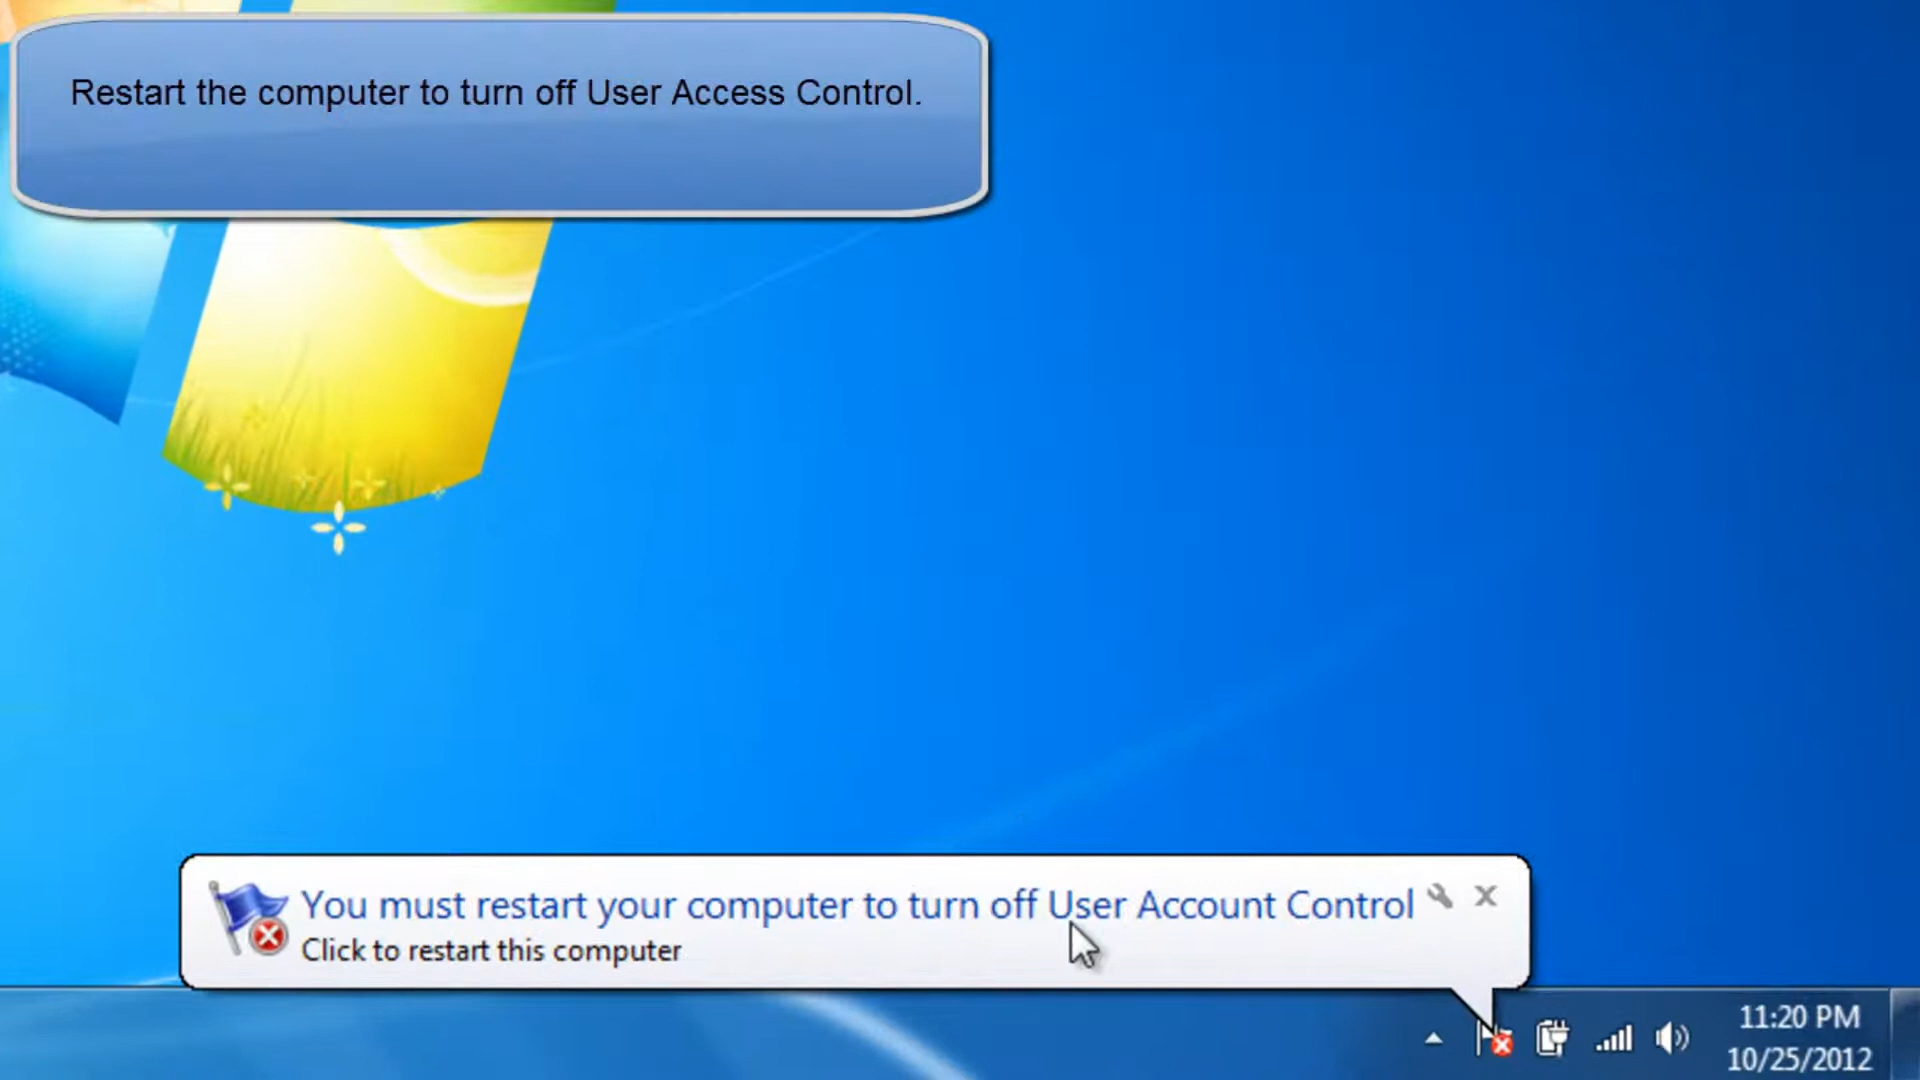 Restart the computer to turn off User Access Control.
You must restart your computer to turn off User Account Control
Click to restart this computer
11:20 PM
10/25/2012